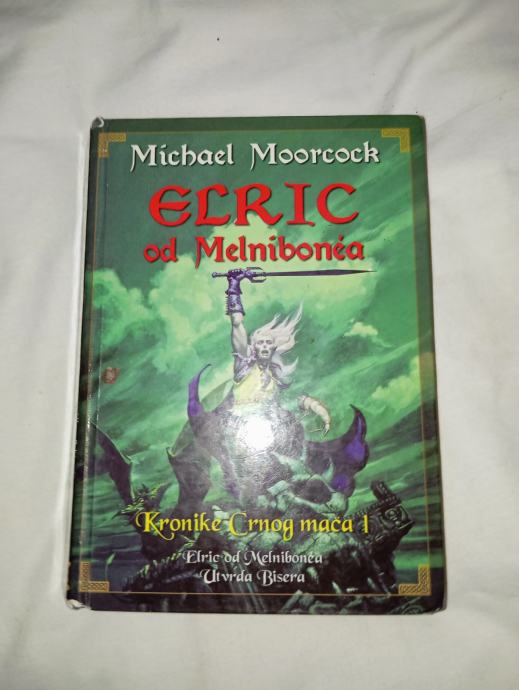 Michael Moorcock
ELRIC
od Melnibonéa
Kronike Crnog mača 1
Elric od Melnibonéa
Utvrda Bisera